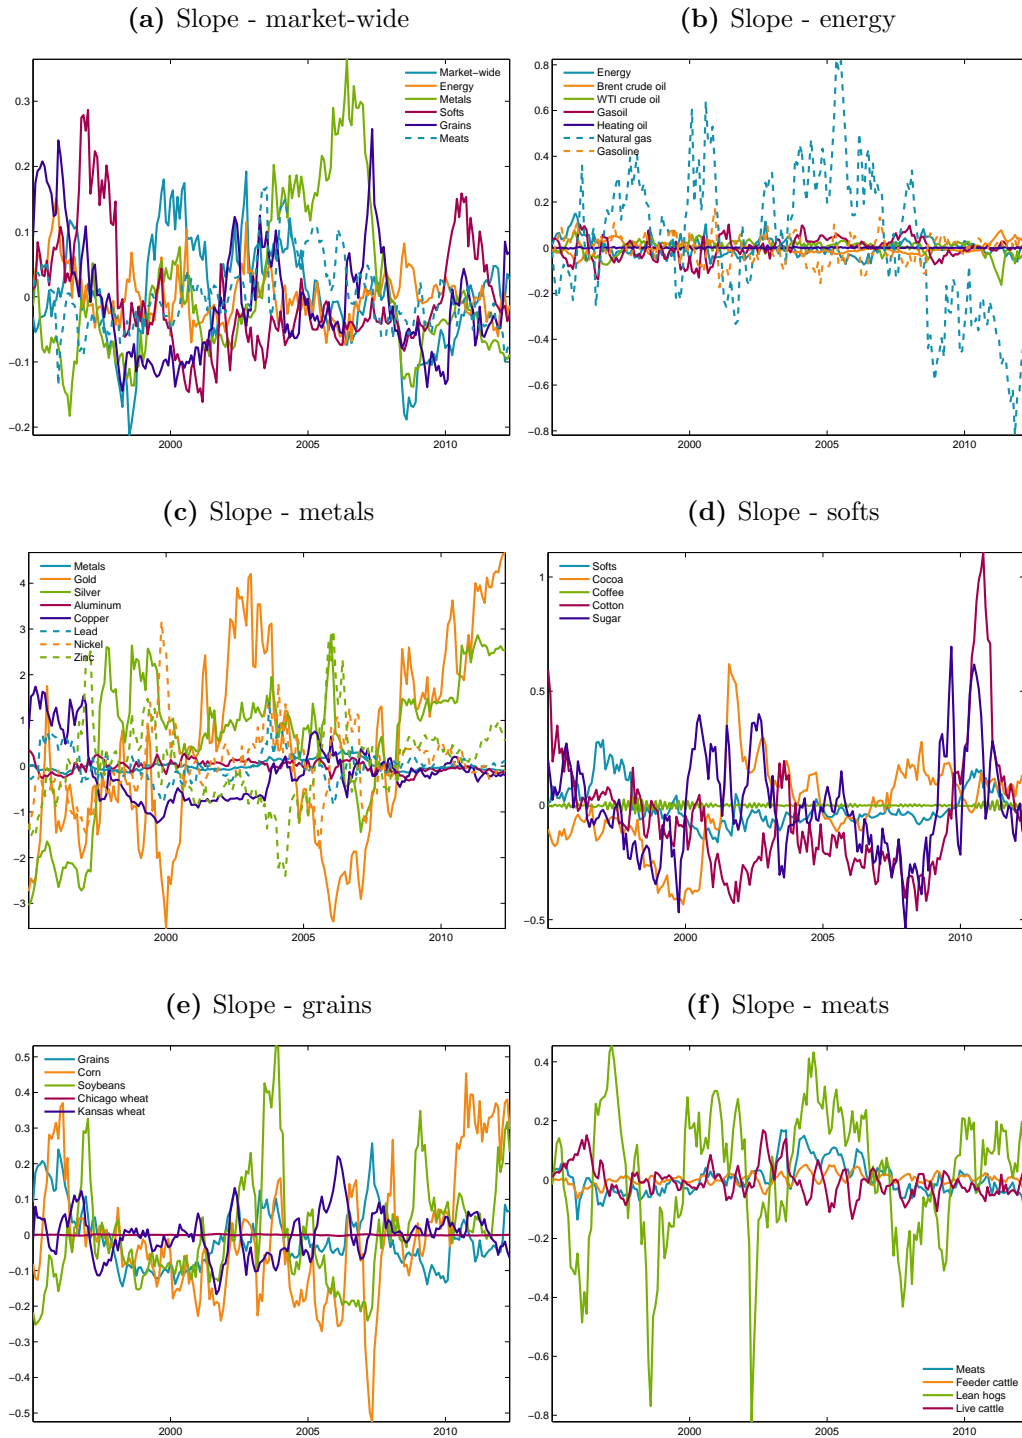 (a) Slope - market-wide
0.3
0.2
0.1
0
−0.1
−0.2
2000 2005 2010
Market−wide
Energy
Metals
Softs
Grains
Meats
(b) Slope - energy
0.8
0.6
0.4
0.2
0
−0.2
−0.4
−0.6
−0.8
2000 2005 2010
Energy
Brent crude oil
WTI crude oil
Gasoil
Heating oil
Natural gas
Gasoline
(c) Slope - metals
4
3
2
1
0
−1
−2
−3
2000 2005 2010
Metals
Gold
Silver
Aluminum
Copper
Lead
Nickel
Zinc
(d) Slope - softs
1
0.5
0
−0.5
2000 2005 2010
Softs
Cocoa
Coffee
Cotton
Sugar
(e) Slope - grains
0.5
0.4
0.3
0.2
0.1
0
−0.1
−0.2
−0.3
−0.4
−0.5
2000 2005 2010
Grains
Corn
Soybeans
Chicago wheat
Kansas wheat
(f) Slope - meats
0.4
0.2
0
−0.2
−0.4
−0.6
−0.8
2000 2005 2010
Meats
Feeder cattle
Lean hogs
Live cattle